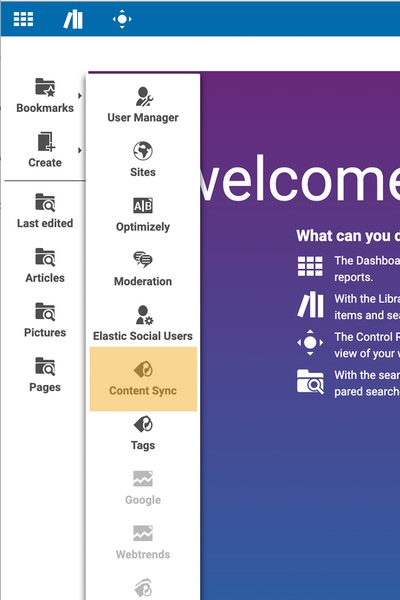 Bookmarks
Create
Last edited
Articles
Pictures
Pages
User Manager
Sites
A|B
Optimizely
Moderation
Elastic Social Users
Content Sync
Tags
Google
Webtrends
welcome
What can you d
The Dashboa
reports.
With the Libra
items and sea
The Control R
view of your w
With the sear
pared searche